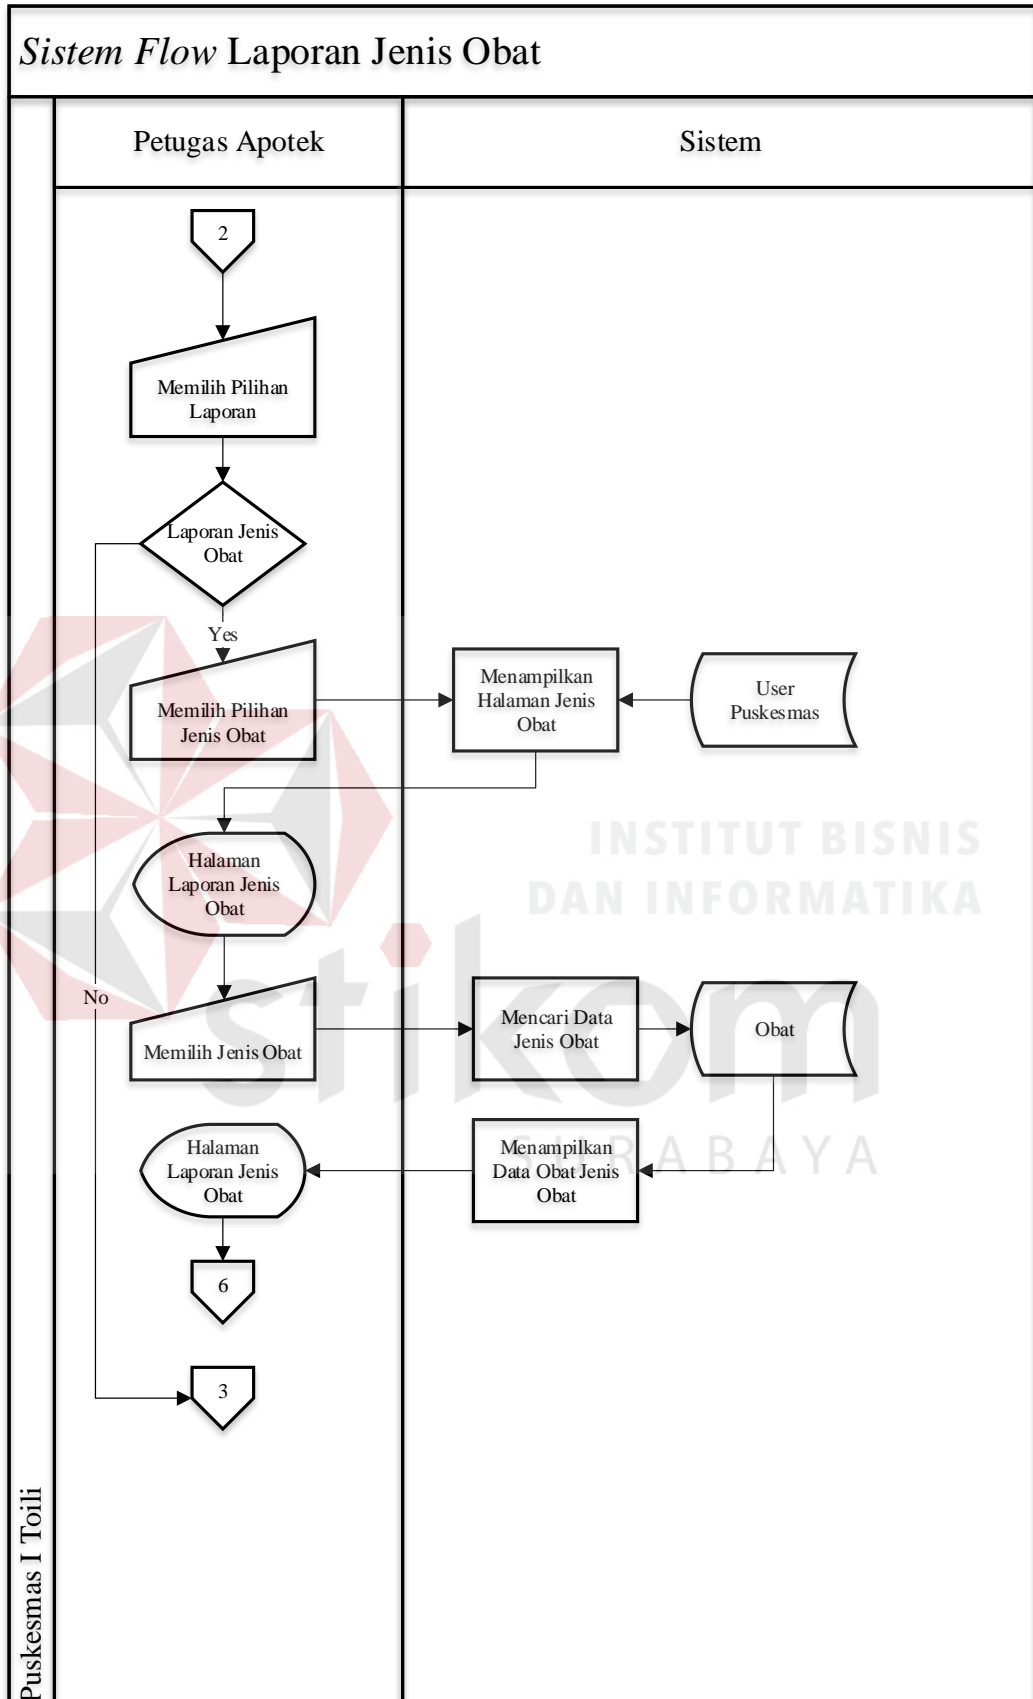 Sistem Flow Laporan Jenis Obat
Petugas Apotek
Sistem
2
Memilih Pilihan
Laporan
Laporan Jenis
Obat
Yes
Memilih Pilihan
Jenis Obat
Menampilkan
Halaman Jenis
Obat
User
Puskesmas
Halaman
Laporan Jenis
Obat
No
Memilih Jenis Obat
Mencari Data
Jenis Obat
Obat
Halaman
Laporan Jenis
Obat
Menampilkan
Data Obat Jenis
Obat
6
3
Puskesmas I Toili
INSTITUT BISNIS
DAN INFORMATIKA
stikom
SURABAYA